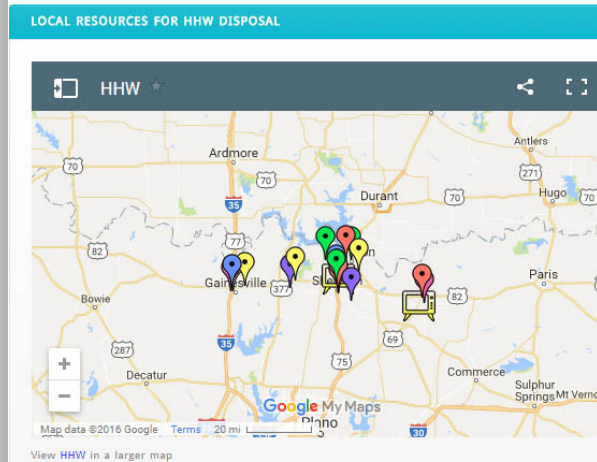 LOCAL RESOURCES FOR HHW DISPOSAL
HHW
Antlers
Ardmore
70
271
70
Durant
70
Hugo
70
35
77
82
Gainesville
377
Paris
82
Bowie
35
69
287
75
Decatur
Commerce
Sulphur
Springs
Mt Vern
+
−
Google My Maps
Plano
30
Map data ©2016 Google Terms 20 mi
View HHW in a larger map